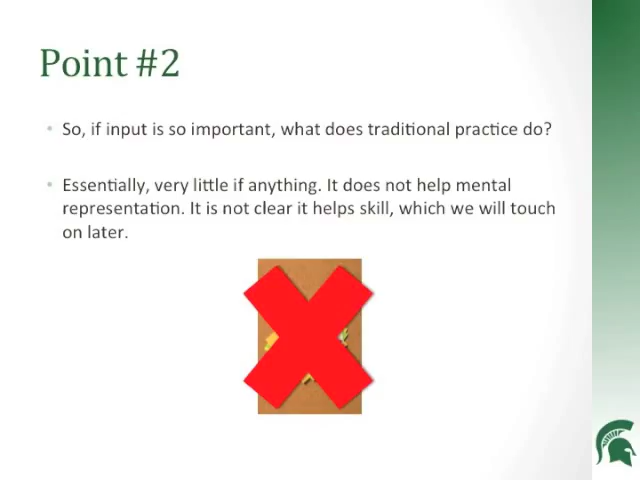 Point #2
• So, if input is so important, what does traditional practice do?
• Essentially, very little if anything. It does not help mental
representation. It is not clear it helps skill, which we will touch
on later.